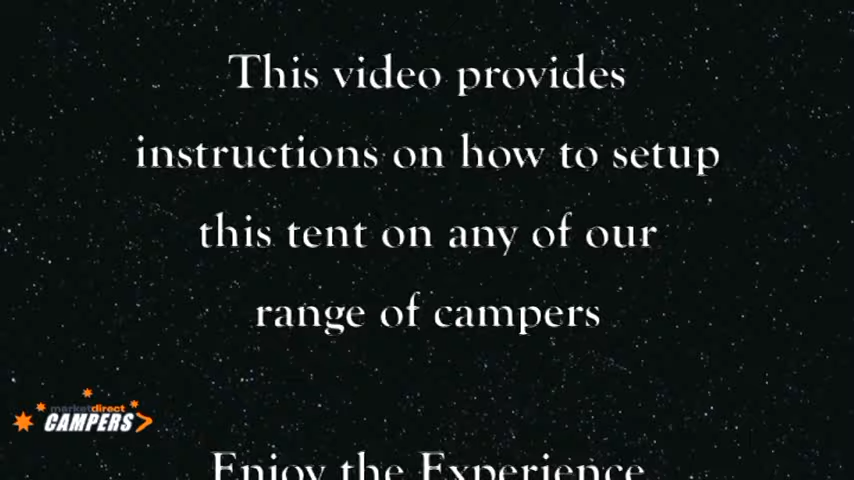 This video provides
instructions on how to setup
this tent on any of our
range of campers
marketdirect
CAMPERS
Enjoy the Experience